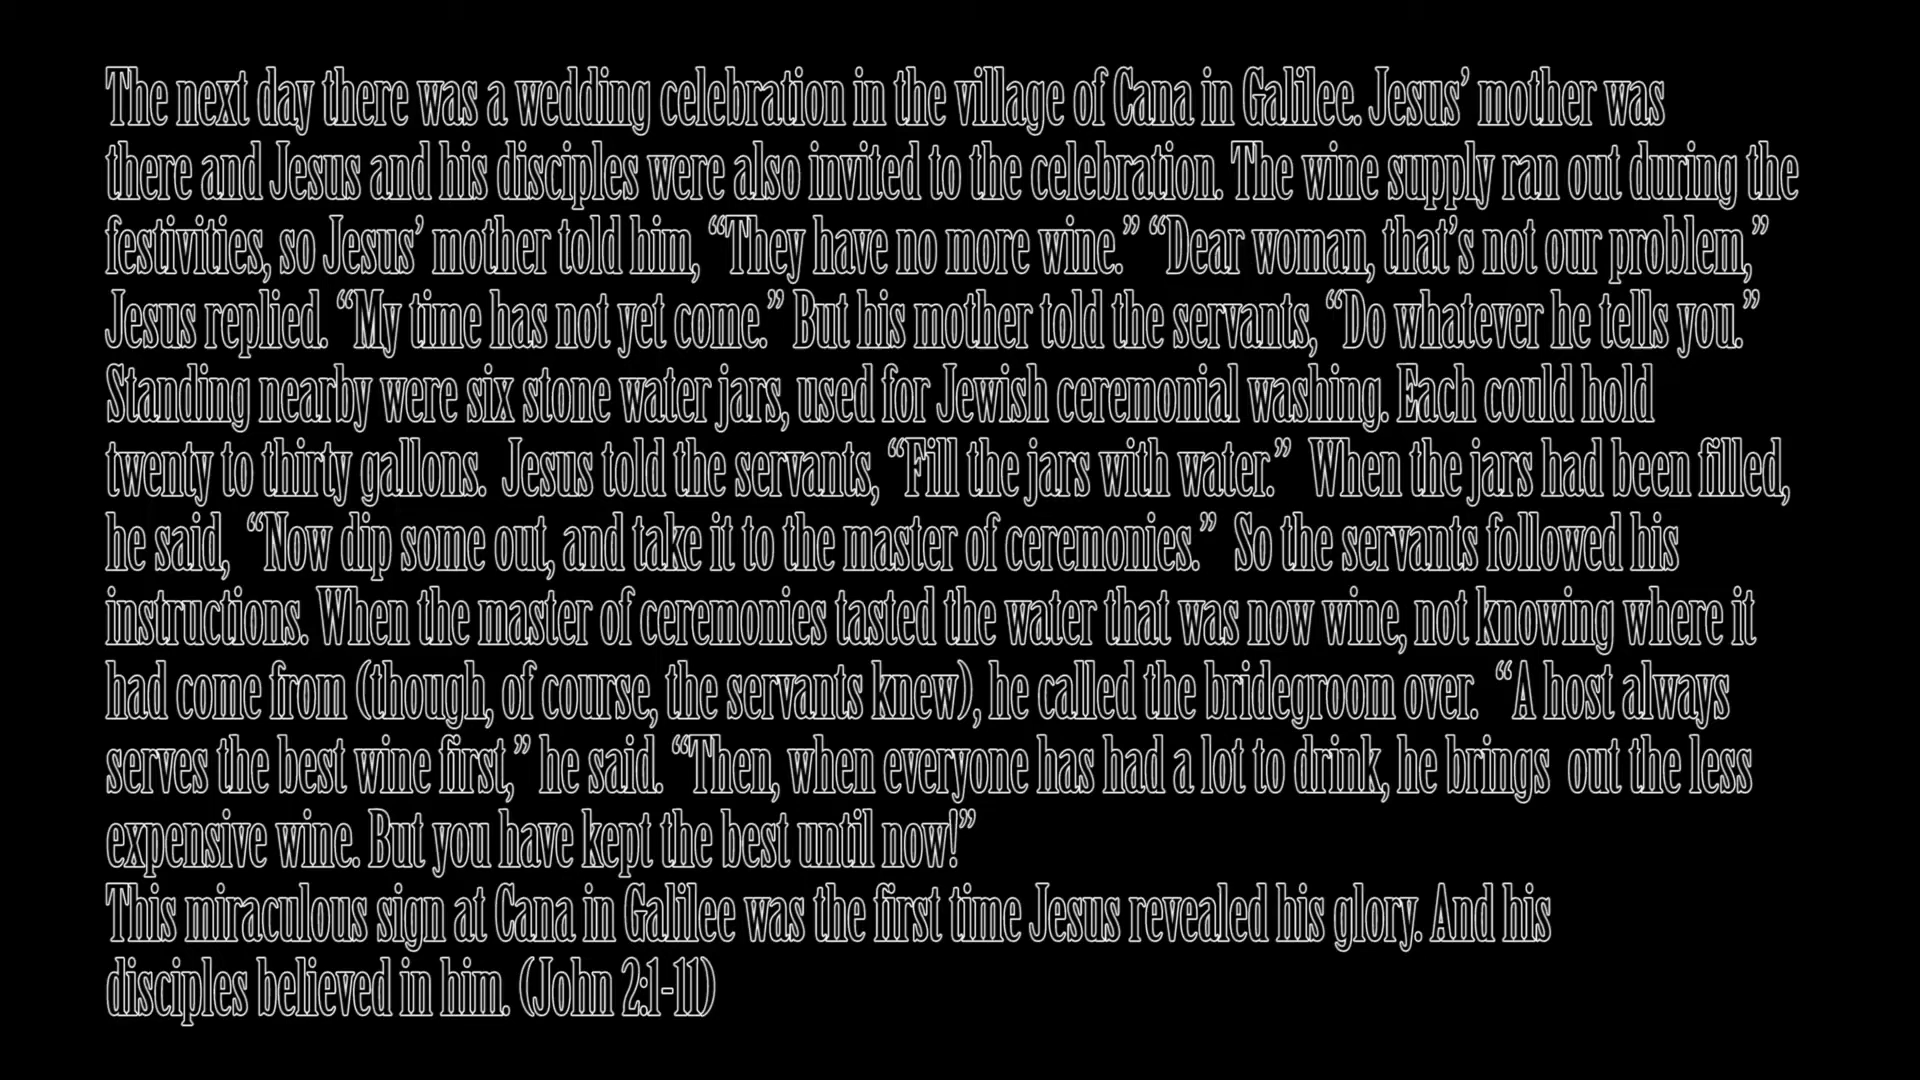 The next day there was a wedding celebration in the village of Cana in Galilee. Jesus’ mother was
there and Jesus and his disciples were also invited to the celebration. The wine supply ran out during the
festivities, so Jesus’ mother told him, “They have no more wine.” “Dear woman, that’s not our problem,”
Jesus replied. “My time has not yet come.” But his mother told the servants, “Do whatever he tells you.”
Standing nearby were six stone water jars, used for Jewish ceremonial washing. Each could hold
twenty to thirty gallons.  Jesus told the servants, “Fill the jars with water.”  When the jars had been filled,
he said,  “Now dip some out, and take it to the master of ceremonies.”  So the servants followed his
instructions. When the master of ceremonies tasted the water that was now wine, not knowing where it
had come from (though, of course, the servants knew), he called the bridegroom over.  “A host always
serves the best wine first,” he said. “Then, when everyone has had a lot to drink, he brings  out the less
expensive wine. But you have kept the best until now!”
This miraculous sign at Cana in Galilee was the first time Jesus revealed his glory. And his
disciples believed in him. (John 2:1-11)